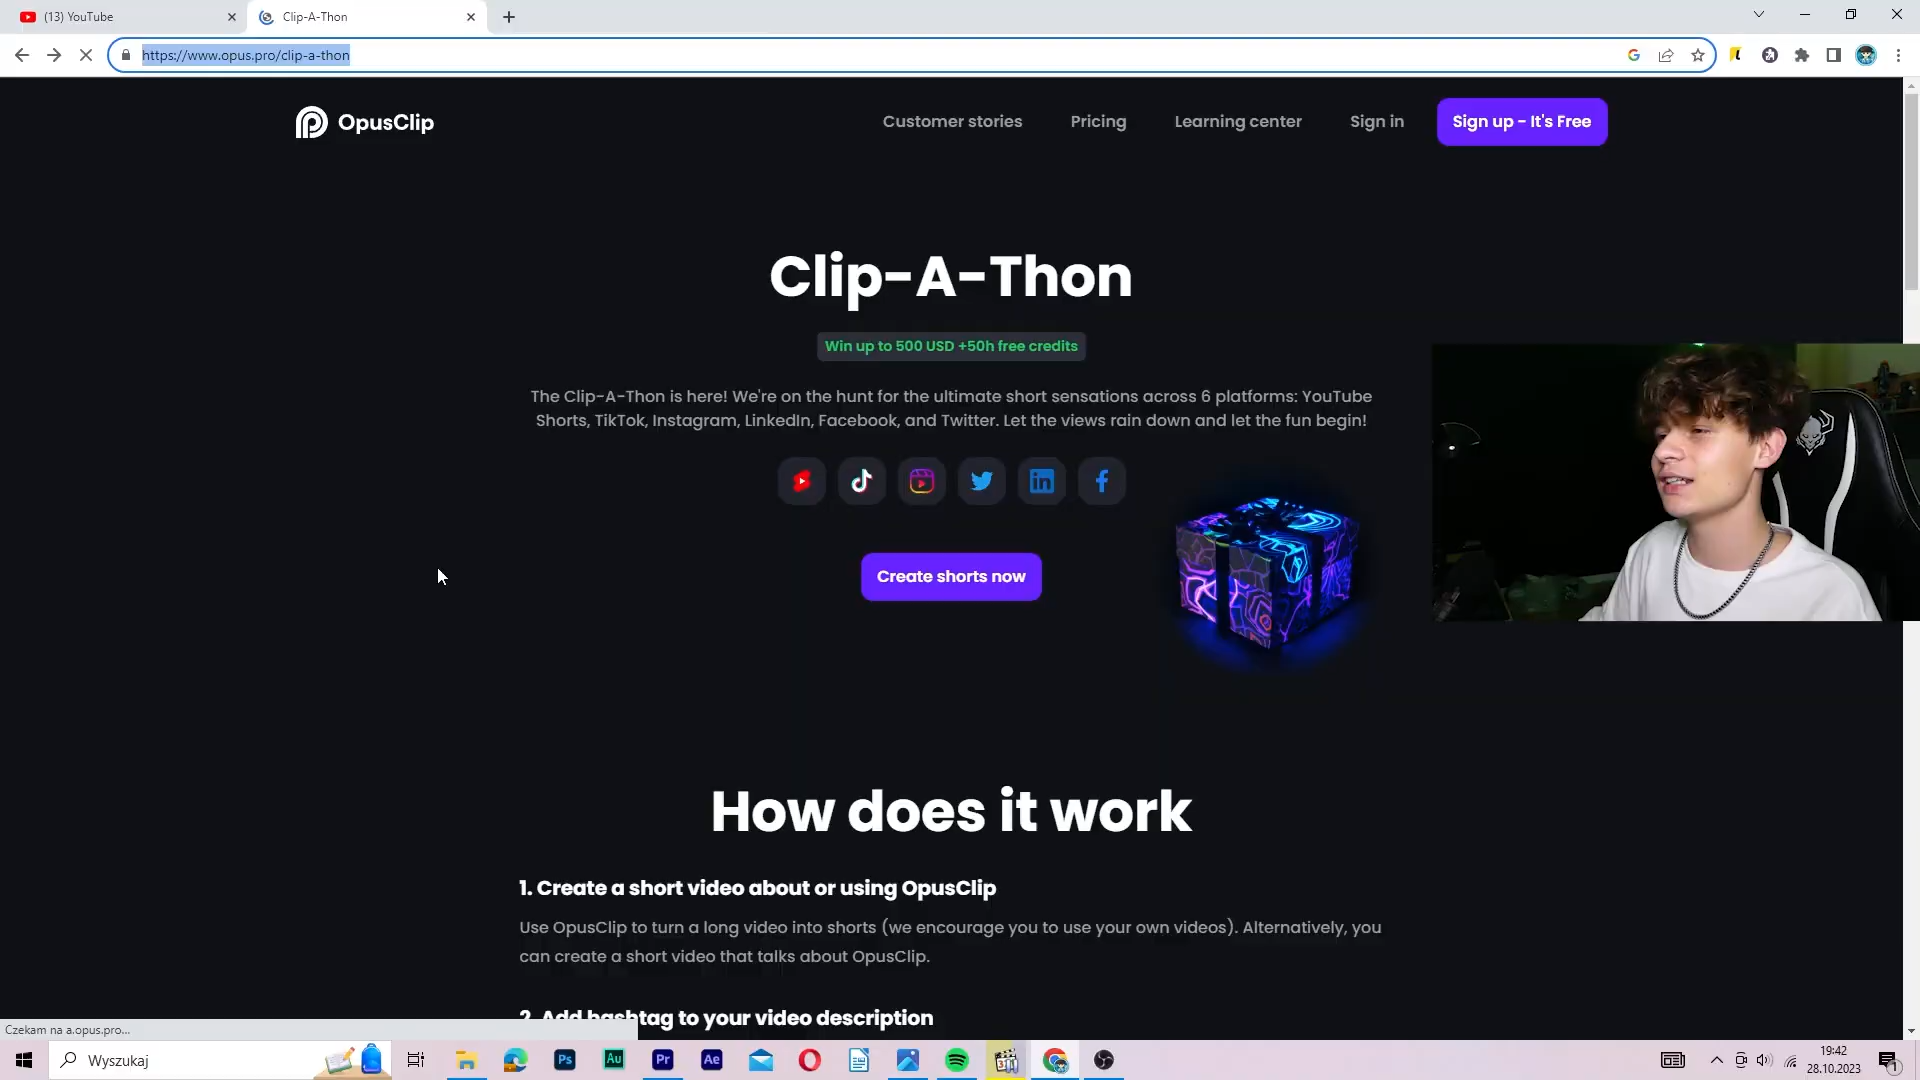 (13) YouTube
Clip-A-Thon
https://www.opus.pro/clip-a-thon
OpusClip
Customer stories
Pricing
Learning center
Sign in
Sign up - It's Free
Clip-A-Thon
Win up to 500 USD +50h free credits
The Clip-A-Thon is here! We're on the hunt for the ultimate short sensations across 6 platforms: YouTube
Shorts, TikTok, Instagram, LinkedIn, Facebook, and Twitter. Let the views rain down and let the fun begin!
Create shorts now
How does it work
1. Create a short video about or using OpusClip
Use OpusClip to turn a long video into shorts (we encourage you to use your own videos). Alternatively, you
can create a short video that talks about OpusClip.
2. Add hashtag to your video description
Czekam na a.opus.pro...
Wyszukaj
Ps
Au
Pr
Ae
19:42
28.10.2023
1